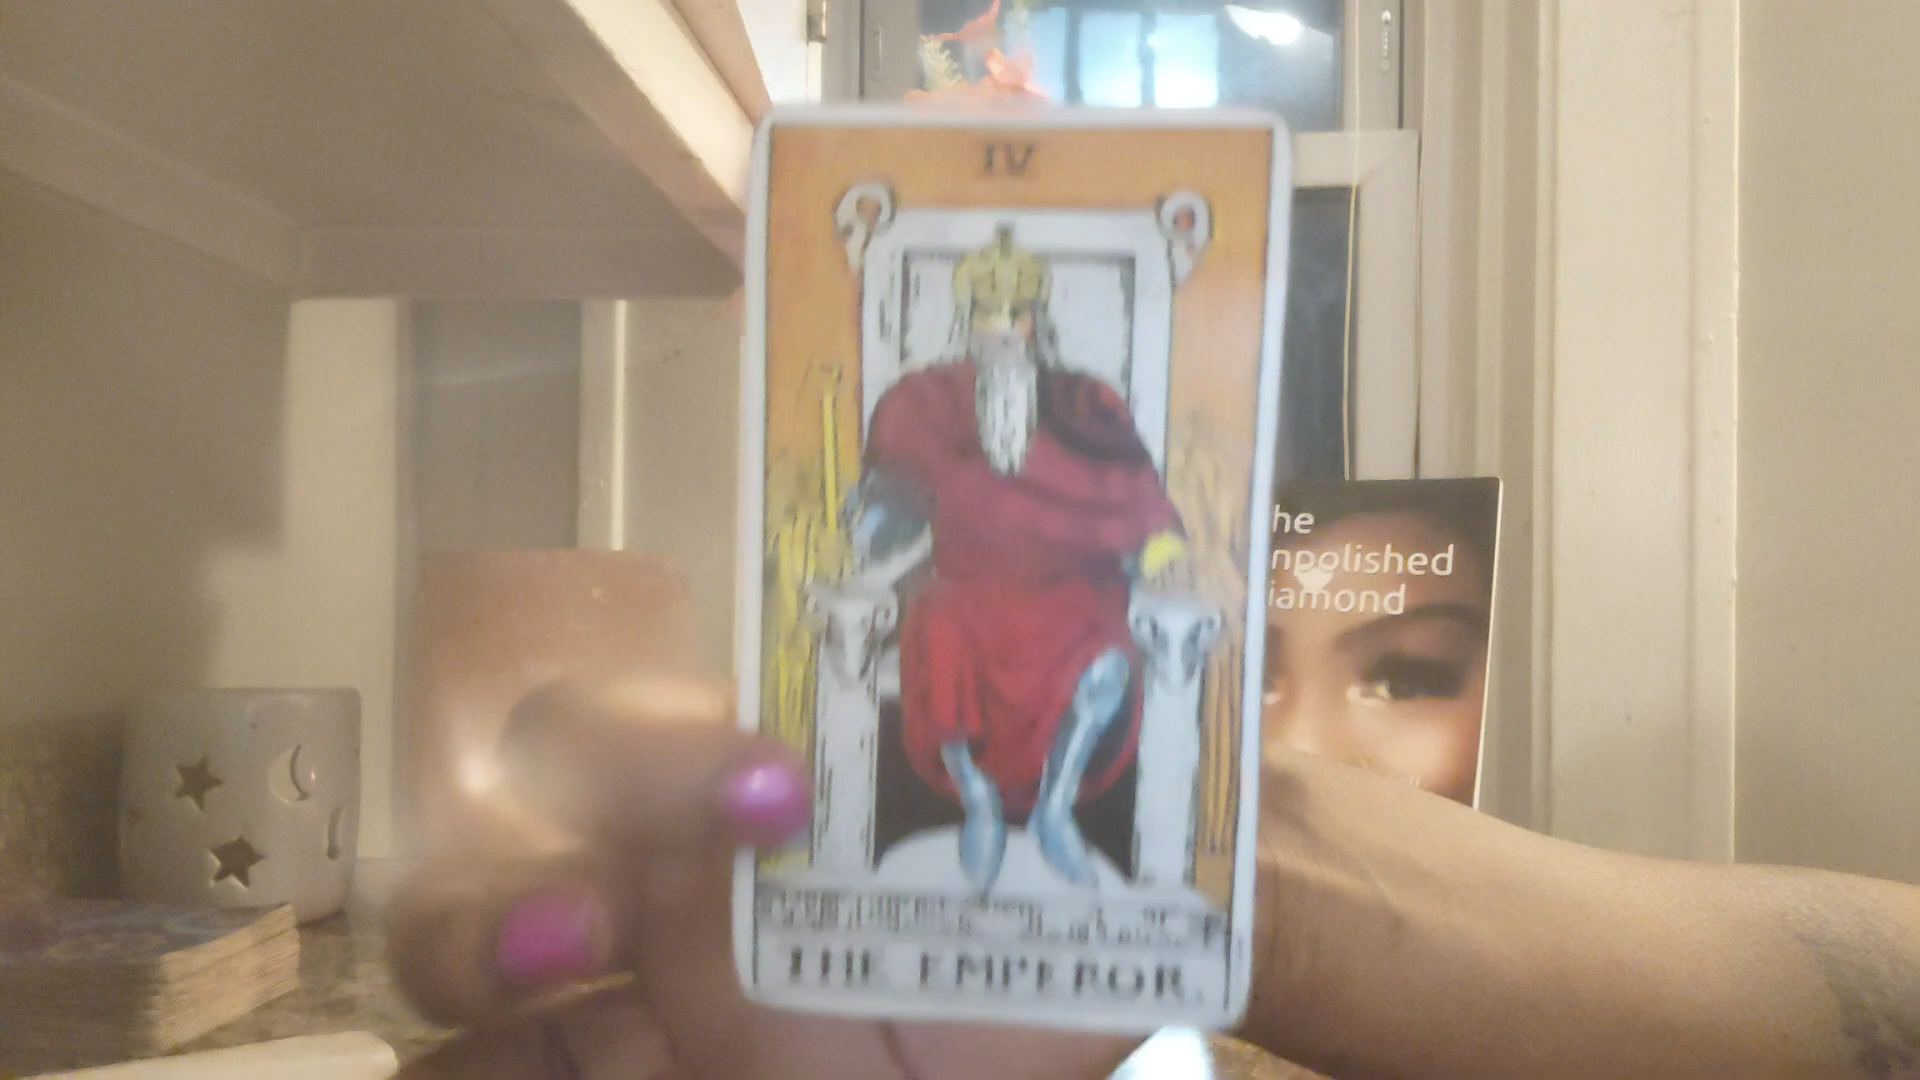 IV
THE EMPEROR.
he
npolished
iamond